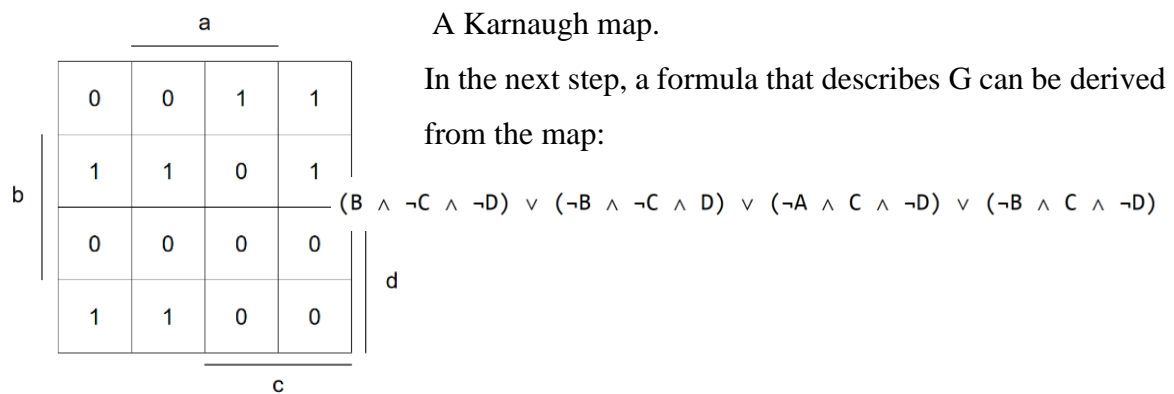 a
A Karnaugh map.
0 0 1 1
In the next step, a formula that describes G can be derived
from the map:
b
1 1 0 1
(B ∧ ¬C ∧ ¬D) ∨ (¬B ∧ ¬C ∧ D) ∨ (¬A ∧ C ∧ ¬D) ∨ (¬B ∧ C ∧ ¬D)
0 0 0 0
d
1 1 0 0
c